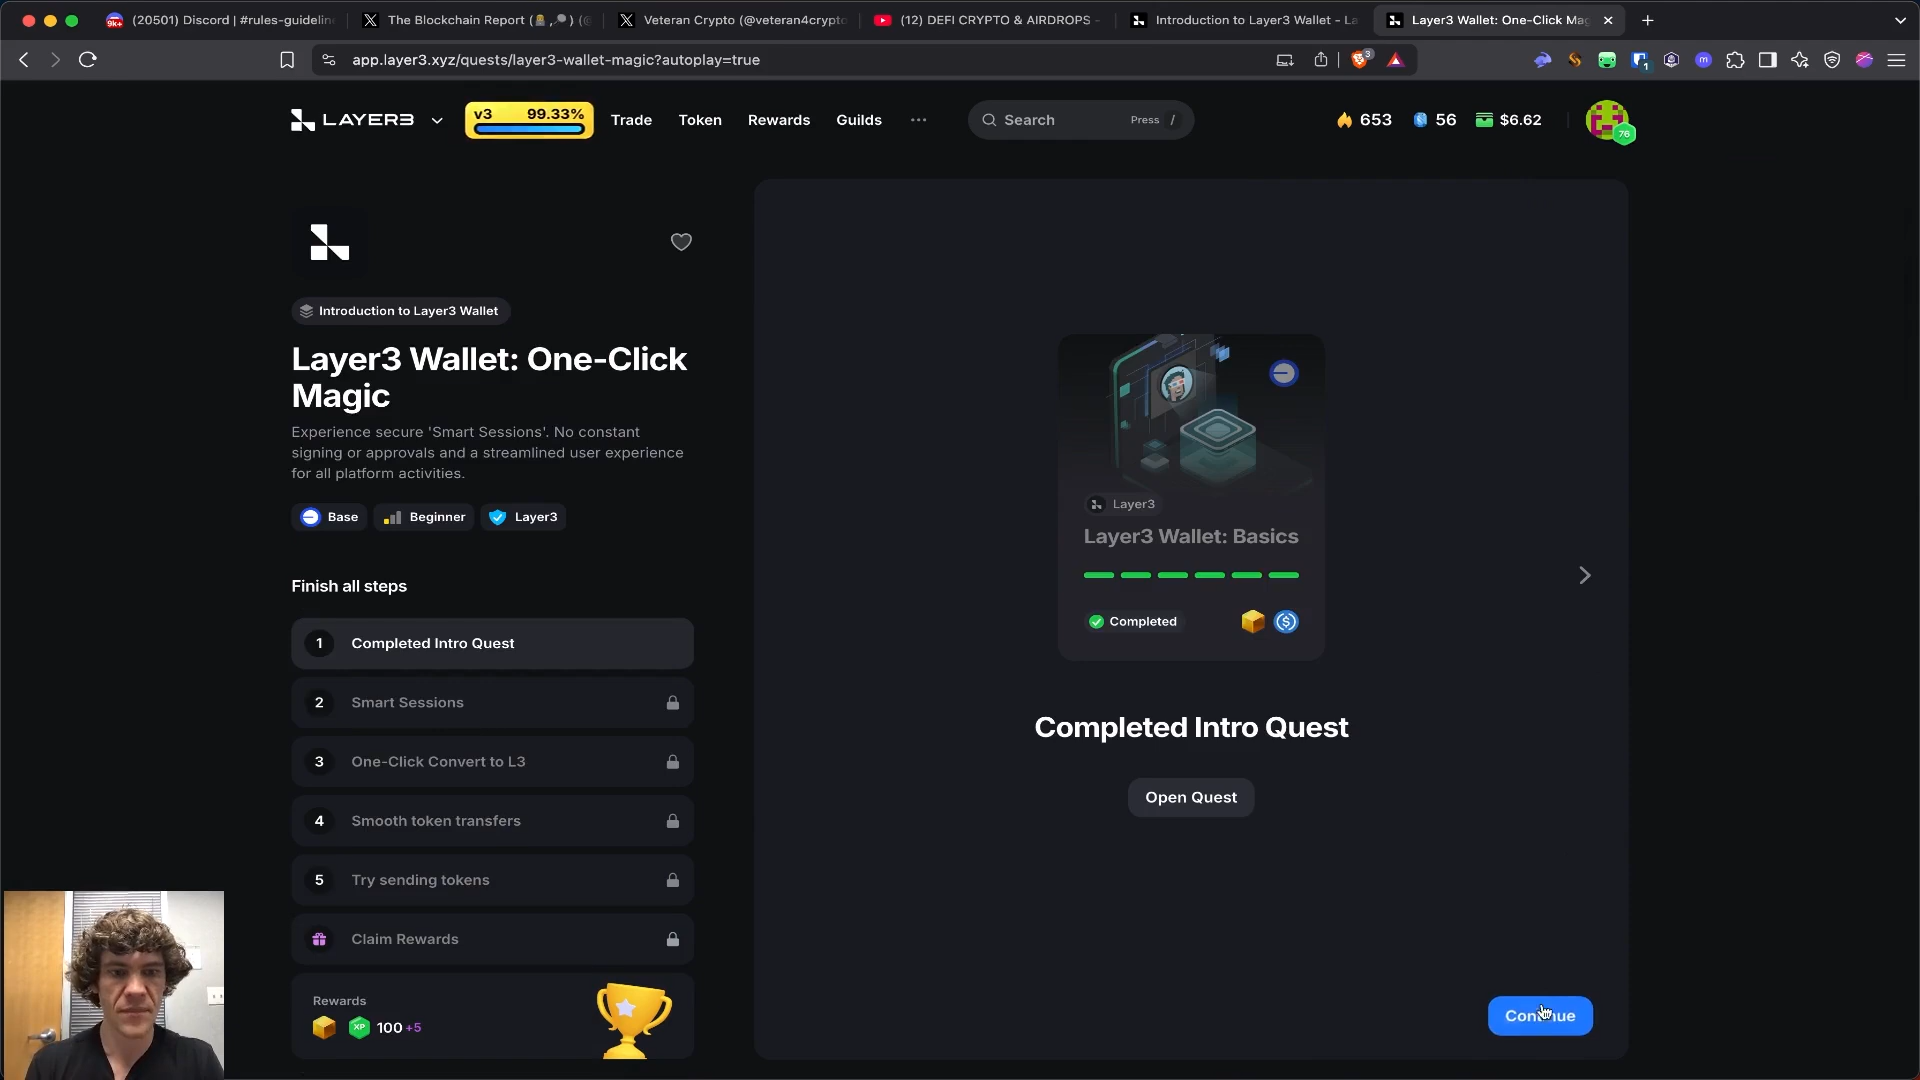 (20501) Discord | #rules-guideline
The Blockchain Report
Veteran Crypto (@veteran4crypto
(12) DEFI CRYPTO & AIRDROPS -
Introduction to Layer3 Wallet - La
Layer3 Wallet: One-Click Mag
app.layer3.xyz/quests/layer3-wallet-magic?autoplay=true
LAYER3
v3 99.33%
Trade
Token
Rewards
Guilds
Search
Press /
653
56
$6.62
76
Introduction to Layer3 Wallet
Layer3 Wallet: One-Click
Magic
Experience secure 'Smart Sessions'. No constant
signing or approvals and a streamlined user experience
for all platform activities.
Base
Beginner
Layer3
Finish all steps
1 Completed Intro Quest
2 Smart Sessions
3 One-Click Convert to L3
4 Smooth token transfers
5 Try sending tokens
Claim Rewards
Rewards
XP 100 +5
Layer3
Layer3 Wallet: Basics
Completed
Completed Intro Quest
Open Quest
Continue